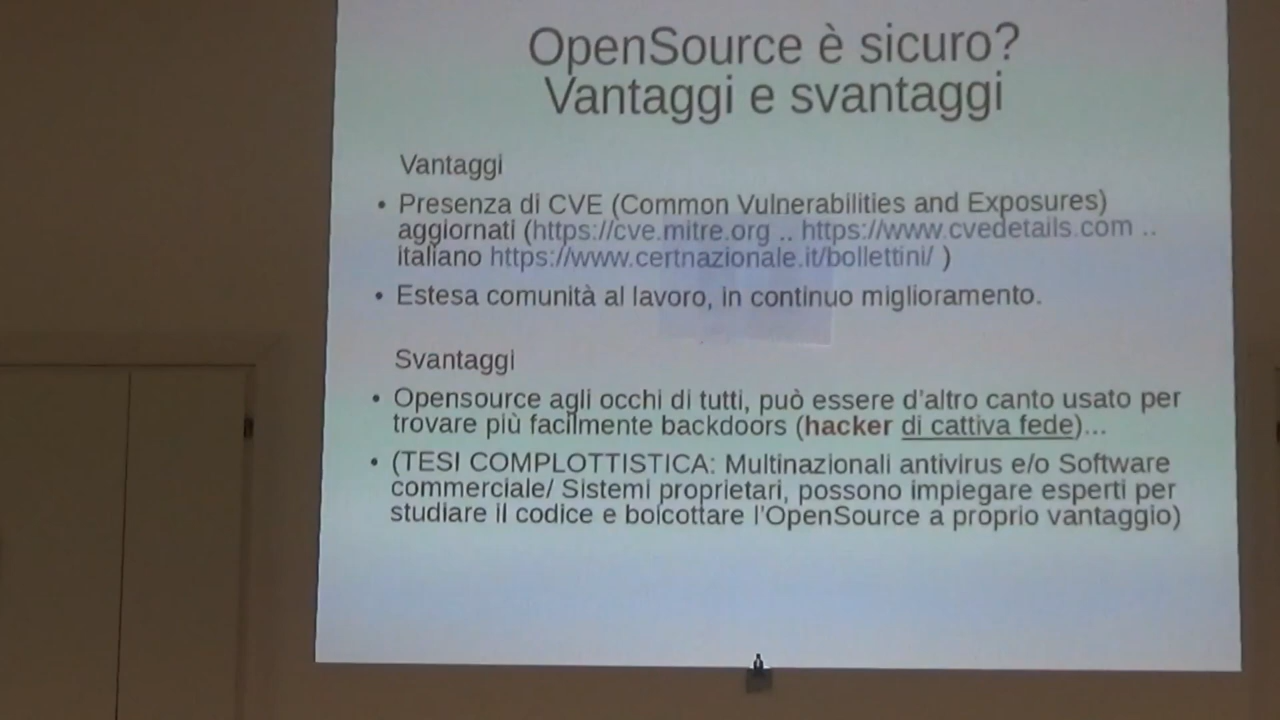 OpenSource è sicuro?
Vantaggi e svantaggi
Vantaggi
• Presenza di CVE (Common Vulnerabilities and Exposures)
aggiornati (https://cve.mitre.org .. https://www.cvedetails.com ..
italiano https://www.certnazionale.it/bollettini/ )
• Estesa comunità al lavoro, in continuo miglioramento.
Svantaggi
• Opensource agli occhi di tutti, può essere d'altro canto usato per
trovare più facilmente backdoors (hacker di cattiva fede)...
• (TESI COMPLOTTISTICA: Multinazionali antivirus e/o Software
commerciale/ Sistemi proprietari, possono impiegare esperti per
studiare il codice e boicottare l'OpenSource a proprio vantaggio)